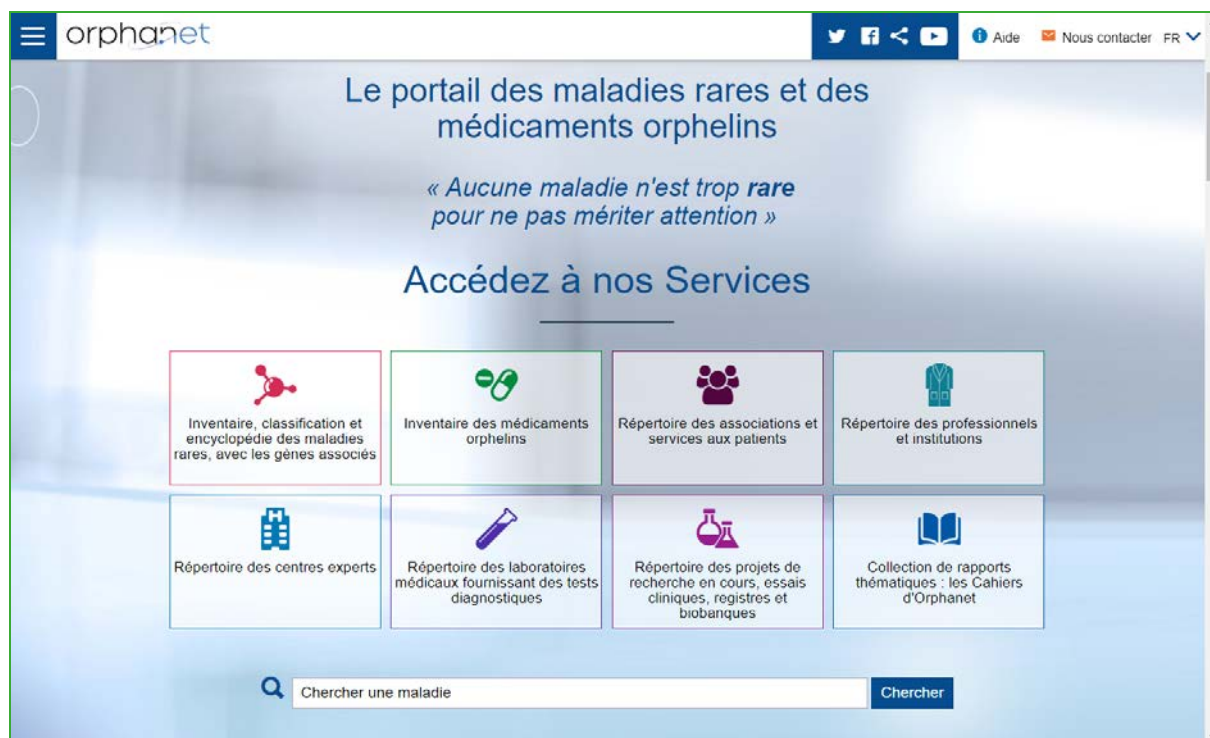 orphanet
Aide
Nous contacter
FR
Le portail des maladies rares et des
médicaments orphelins
« Aucune maladie n'est trop rare
pour ne pas mériter attention »
Accédez à nos Services
Inventaire, classification et
encyclopédie des maladies
rares, avec les gènes associés
Inventaire des médicaments
orphelins
Répertoire des associations et
services aux patients
Répertoire des professionnels
et institutions
Répertoire des centres experts
Répertoire des laboratoires
médicaux fournissant des tests
diagnostiques
Répertoire des projets de
recherche en cours, essais
cliniques, registres et
biobanques
Collection de rapports
thématiques : les Cahiers
d'Orphanet
Chercher une maladie
Chercher